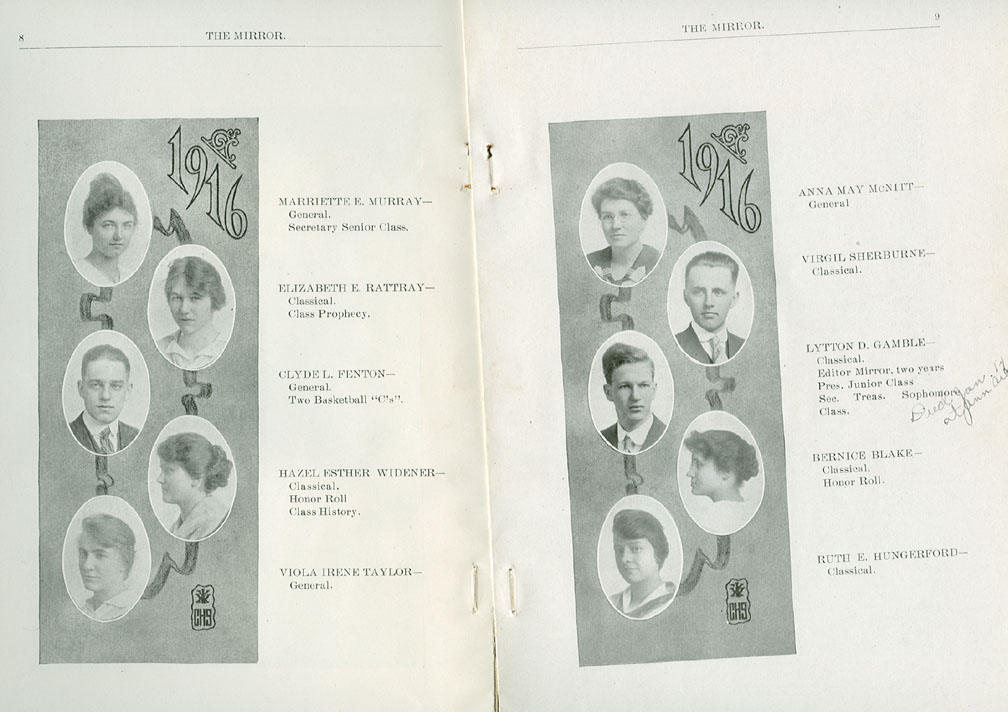 8
THE MIRROR.
1916
MARRIETTE E. MURRAY—
General.
Secretary Senior Class.
ELIZABETH E. RATTRAY—
Classical.
Class Prophecy.
CLYDE L. FENTON—
General.
Two Basketball "C's".
HAZEL ESTHER WIDENER—
Classical.
Honor Roll
Class History.
VIOLA IRENE TAYLOR—
General.
CHS
THE MIRROR.
9
1916
ANNA MAY McNITT—
General
VIRGIL SHERBURNE—
Classical.
LYTTON D. GAMBLE—
Classical.
Editor Mirror, two years
Pres. Junior Class
Sec. Treas. Sophomore
Class.
Died Jan
BERNICE BLAKE—
Classical.
Honor Roll.
RUTH E. HUNGERFORD—
Classical.
CHS